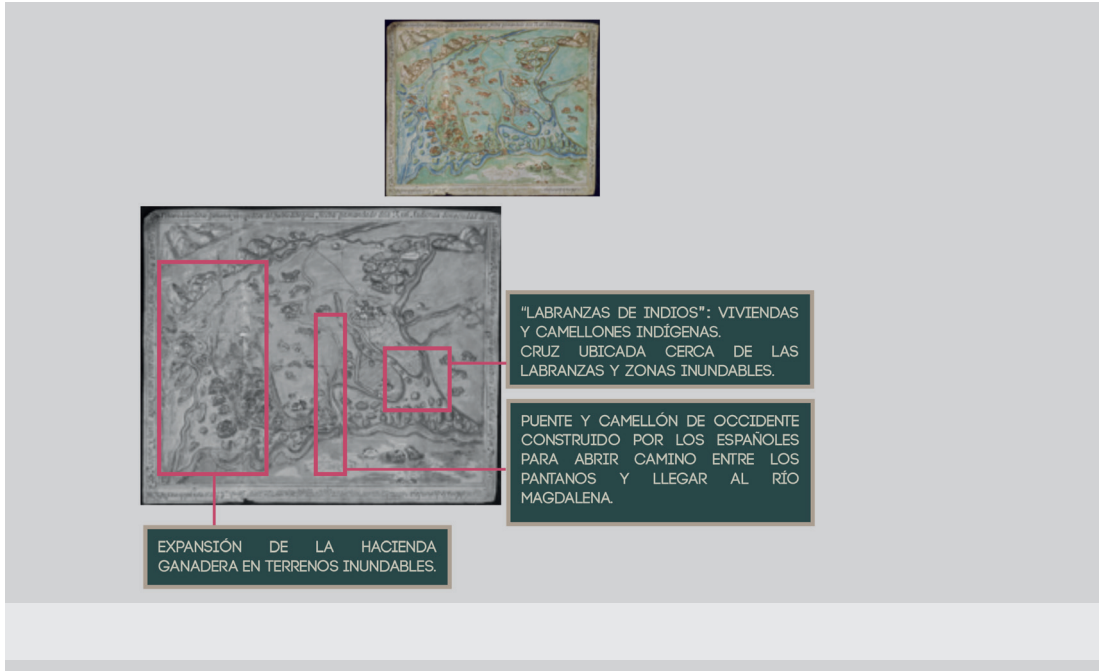 “LABRANZAS DE INDIOS”: VIVIENDAS
Y CAMELLONES INDÍGENAS.
CRUZ UBICADA CERCA DE LAS
LABRANZAS Y ZONAS INUNDABLES.
PUENTE Y CAMELLÓN DE OCCIDENTE
CONSTRUIDO POR LOS ESPAÑOLES
PARA ABRIR CAMINO ENTRE LOS
PANTANOS Y LLEGAR AL RÍO
MAGDALENA.
EXPANSIÓN DE LA HACIENDA
GANADERA EN TERRENOS INUNDABLES.